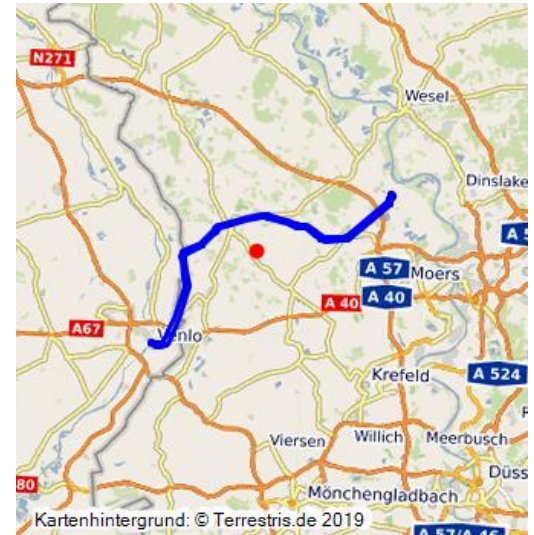 N271
Wesel
Dinslake
A 5
A 57
Moers
A 40
A 40
A67
Venlo
Krefeld
A 524
Viersen
Willich
Meerbusch
Düss
80
Mönchengladbach
Kartenhintergrund: © Terrestris.de 2019
A 57/A 46